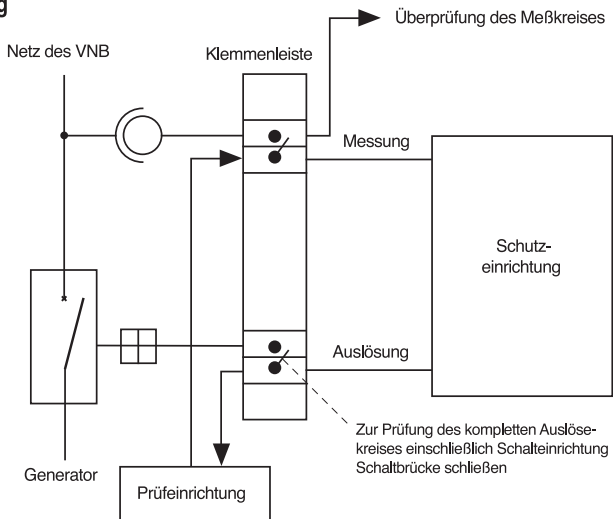 g
Überprüfung des Meßkreises
Netz des VNB
Klemmenleiste
Messung
Schutz-
einrichtung
Auslösung
Zur Prüfung des kompletten Auslöse-
kreises einschließlich Schalteinrichtung
Schaltbrücke schließen
Generator
Prüfeinrichtung